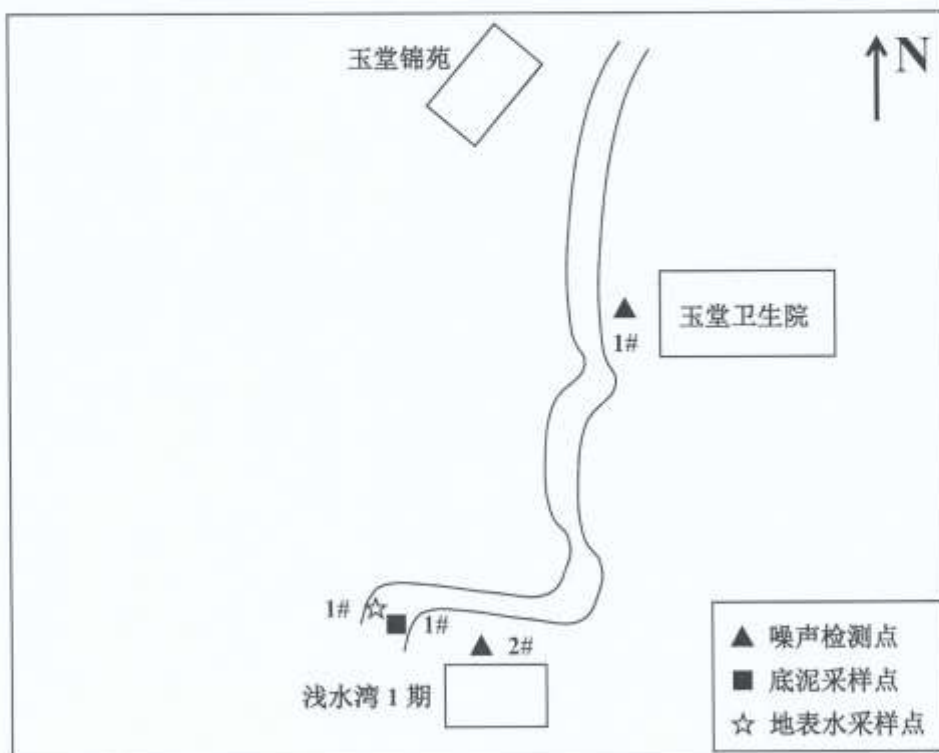 玉堂锦苑
N
玉堂卫生院
1#
1#
1#
2#
浅水湾 1 期
▲ 噪声检测点
■ 底泥采样点
☆ 地表水采样点